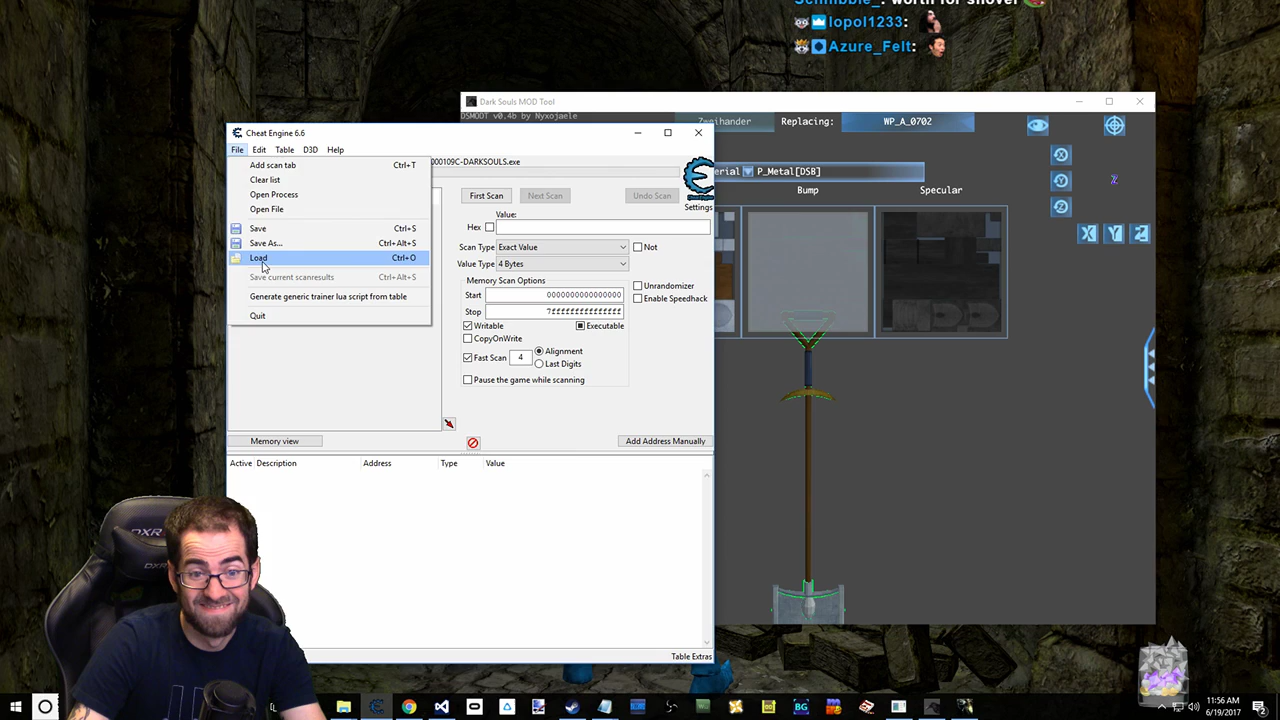 Schnibble_: worth for shovel
lopol1233:
Azure_Felt:
Dark Souls MOD Tool
DSMODT v0.4b by Nyxojaele
Zweihander
Replacing:
WP_A_0702
P_Metal[DSB]
Bump
Specular
Z
X
Y
Z
X Y Z
Cheat Engine 6.6
File Edit Table D3D Help
0000109C-DARKSOULS.exe
Add scan tab Ctrl+T
Clear list
Open Process
Open File
Save Ctrl+S
Save As... Ctrl+Alt+S
Load Ctrl+O
Save current scanresults Ctrl+Alt+S
Generate generic trainer lua script from table
Quit
First Scan Next Scan Undo Scan
Settings
Value:
Hex
Scan Type Exact Value Not
Value Type 4 Bytes
Memory Scan Options
Start 0000000000000000
Stop 7fffffffffffffff
Writable Executable
CopyOnWrite
Fast Scan 4 Alignment
Last Digits
Pause the game while scanning
Unrandomizer
Enable Speedhack
Memory view
Add Address Manually
Active Description Address Type Value
Table Extras
DXR
DXR
BG
11:56 AM
6/19/2017
2